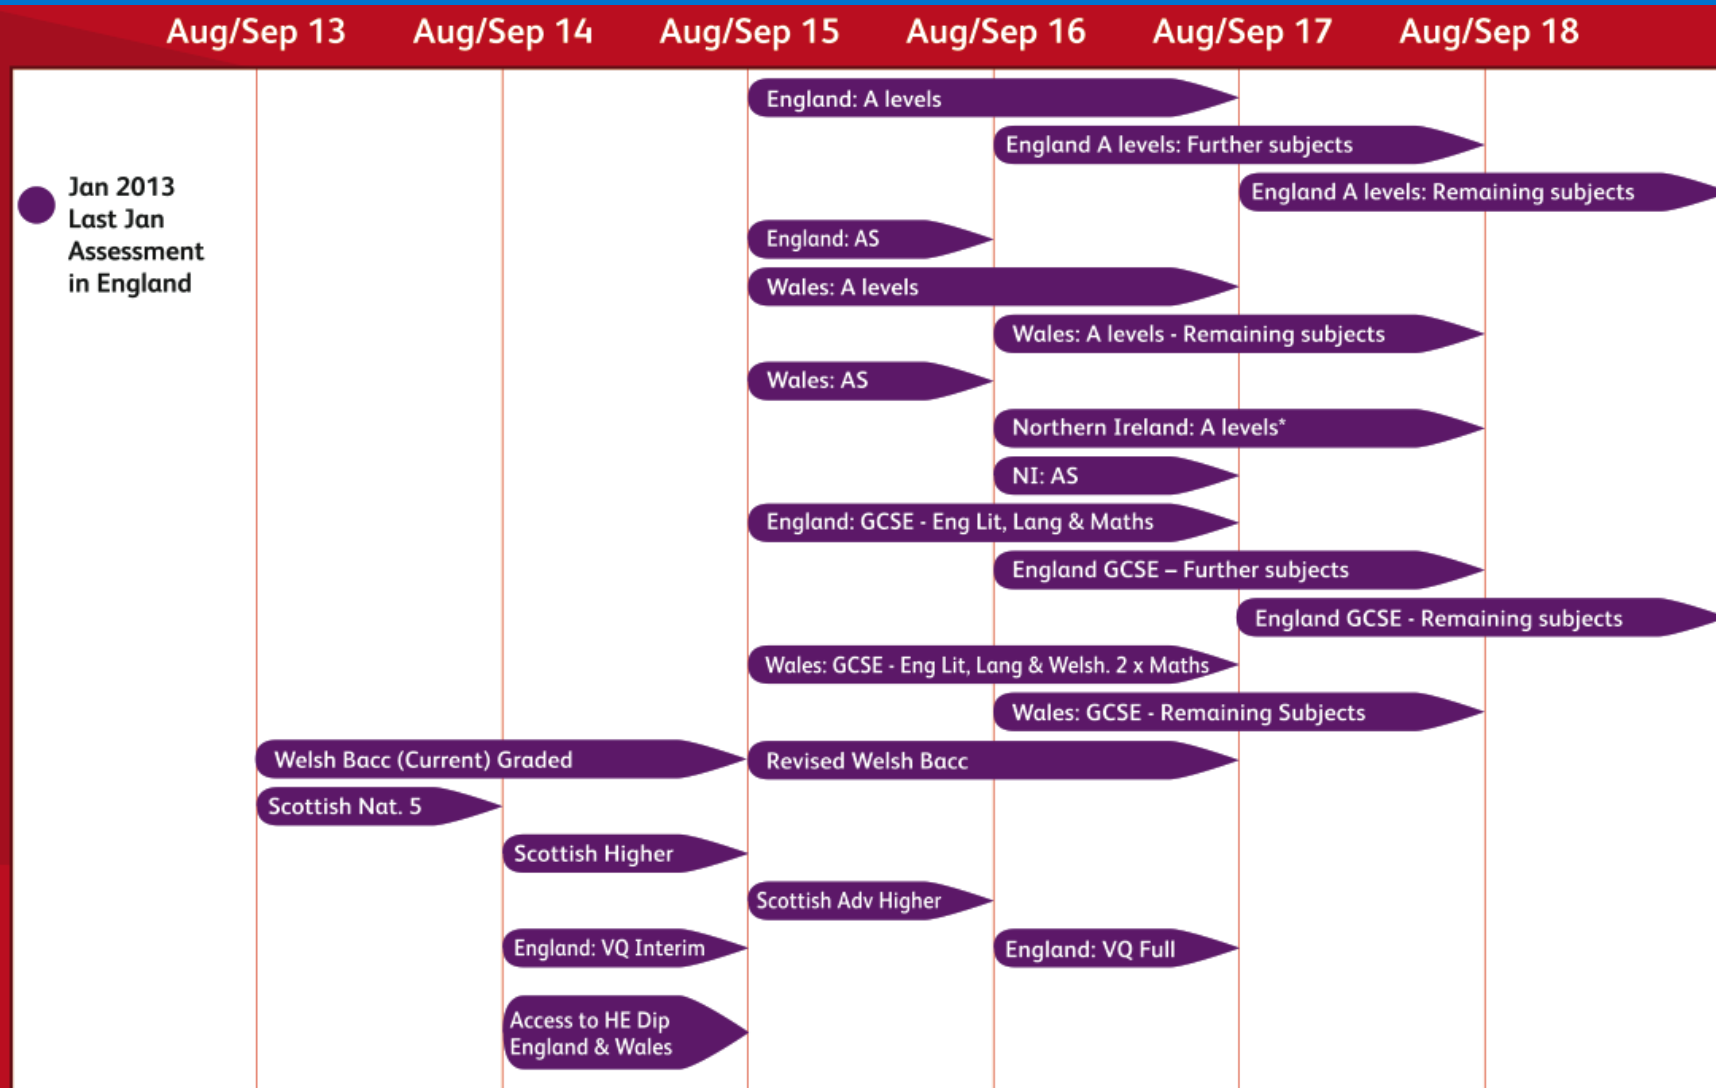 Aug/Sep 13 Aug/Sep 14 Aug/Sep 15 Aug/Sep 16 Aug/Sep 17 Aug/Sep 18
England: A levels
England A levels: Further subjects
Jan 2013
Last Jan
Assessment
in England
England A levels: Remaining subjects
England: AS
Wales: A levels
Wales: A levels - Remaining subjects
Wales: AS
Northern Ireland: A levels*
NI: AS
England: GCSE - Eng Lit, Lang & Maths
England GCSE – Further subjects
England GCSE - Remaining subjects
Wales: GCSE - Eng Lit, Lang & Welsh. 2 x Maths
Wales: GCSE - Remaining Subjects
Welsh Bacc (Current) Graded
Revised Welsh Bacc
Scottish Nat. 5
Scottish Higher
Scottish Adv Higher
England: VQ Interim
England: VQ Full
Access to HE Dip
England & Wales